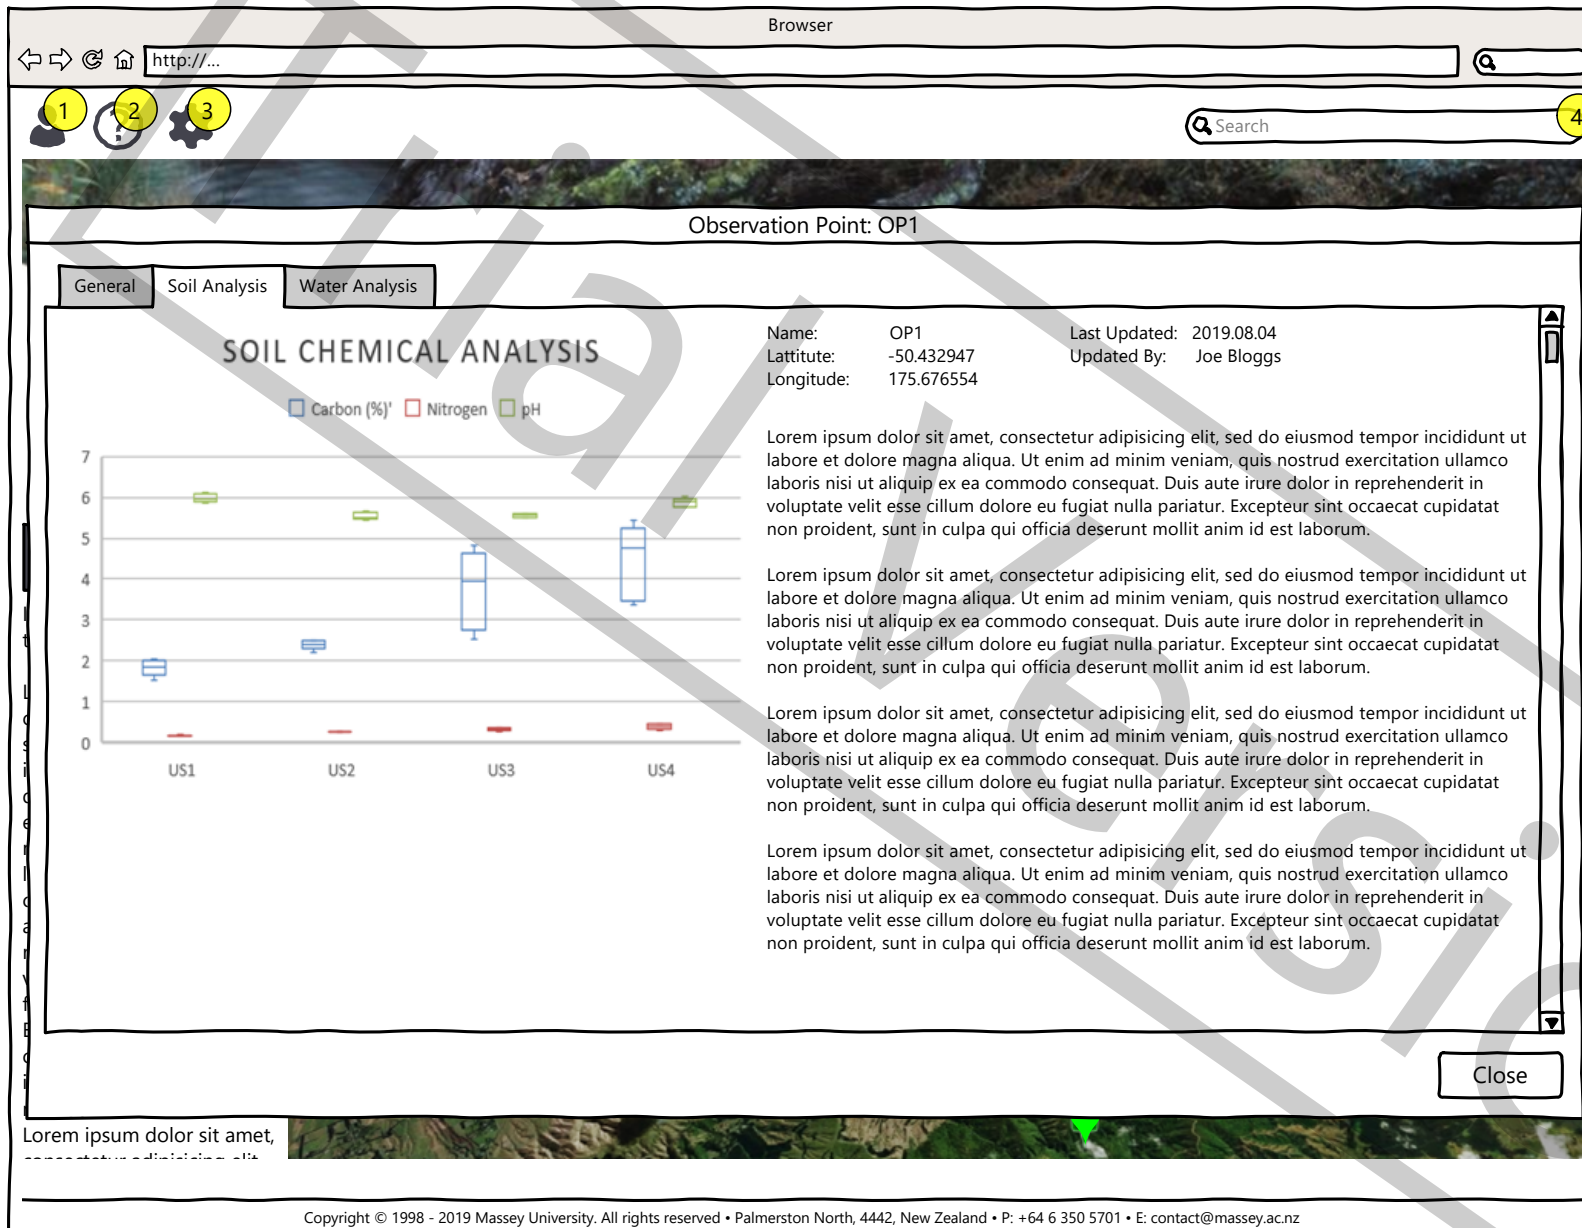 Browser
http://...
1
2
3
Search
4
Observation Point: OP1
General
Soil Analysis
Water Analysis
SOIL CHEMICAL ANALYSIS
Carbon (%)' Nitrogen pH
7
6
5
4
3
2
1
0
US1 US2 US3 US4
Name: OP1
Lattitute: -50.432947
Longitude: 175.676554
Last Updated: 2019.08.04
Updated By: Joe Bloggs
Lorem ipsum dolor sit amet, consectetur adipisicing elit, sed do eiusmod tempor incididunt ut
labore et dolore magna aliqua. Ut enim ad minim veniam, quis nostrud exercitation ullamco
laboris nisi ut aliquip ex ea commodo consequat. Duis aute irure dolor in reprehenderit in
voluptate velit esse cillum dolore eu fugiat nulla pariatur. Excepteur sint occaecat cupidatat
non proident, sunt in culpa qui officia deserunt mollit anim id est laborum.
Lorem ipsum dolor sit amet, consectetur adipisicing elit, sed do eiusmod tempor incididunt ut
labore et dolore magna aliqua. Ut enim ad minim veniam, quis nostrud exercitation ullamco
laboris nisi ut aliquip ex ea commodo consequat. Duis aute irure dolor in reprehenderit in
voluptate velit esse cillum dolore eu fugiat nulla pariatur. Excepteur sint occaecat cupidatat
non proident, sunt in culpa qui officia deserunt mollit anim id est laborum.
Lorem ipsum dolor sit amet, consectetur adipisicing elit, sed do eiusmod tempor incididunt ut
labore et dolore magna aliqua. Ut enim ad minim veniam, quis nostrud exercitation ullamco
laboris nisi ut aliquip ex ea commodo consequat. Duis aute irure dolor in reprehenderit in
voluptate velit esse cillum dolore eu fugiat nulla pariatur. Excepteur sint occaecat cupidatat
non proident, sunt in culpa qui officia deserunt mollit anim id est laborum.
Lorem ipsum dolor sit amet, consectetur adipisicing elit, sed do eiusmod tempor incididunt ut
labore et dolore magna aliqua. Ut enim ad minim veniam, quis nostrud exercitation ullamco
laboris nisi ut aliquip ex ea commodo consequat. Duis aute irure dolor in reprehenderit in
voluptate velit esse cillum dolore eu fugiat nulla pariatur. Excepteur sint occaecat cupidatat
non proident, sunt in culpa qui officia deserunt mollit anim id est laborum.
Close
Lorem ipsum dolor sit amet,
Copyright © 1998 - 2019 Massey University. All rights reserved • Palmerston North, 4442, New Zealand • P: +64 6 350 5701 • E: contact@massey.ac.nz
Trial Versio